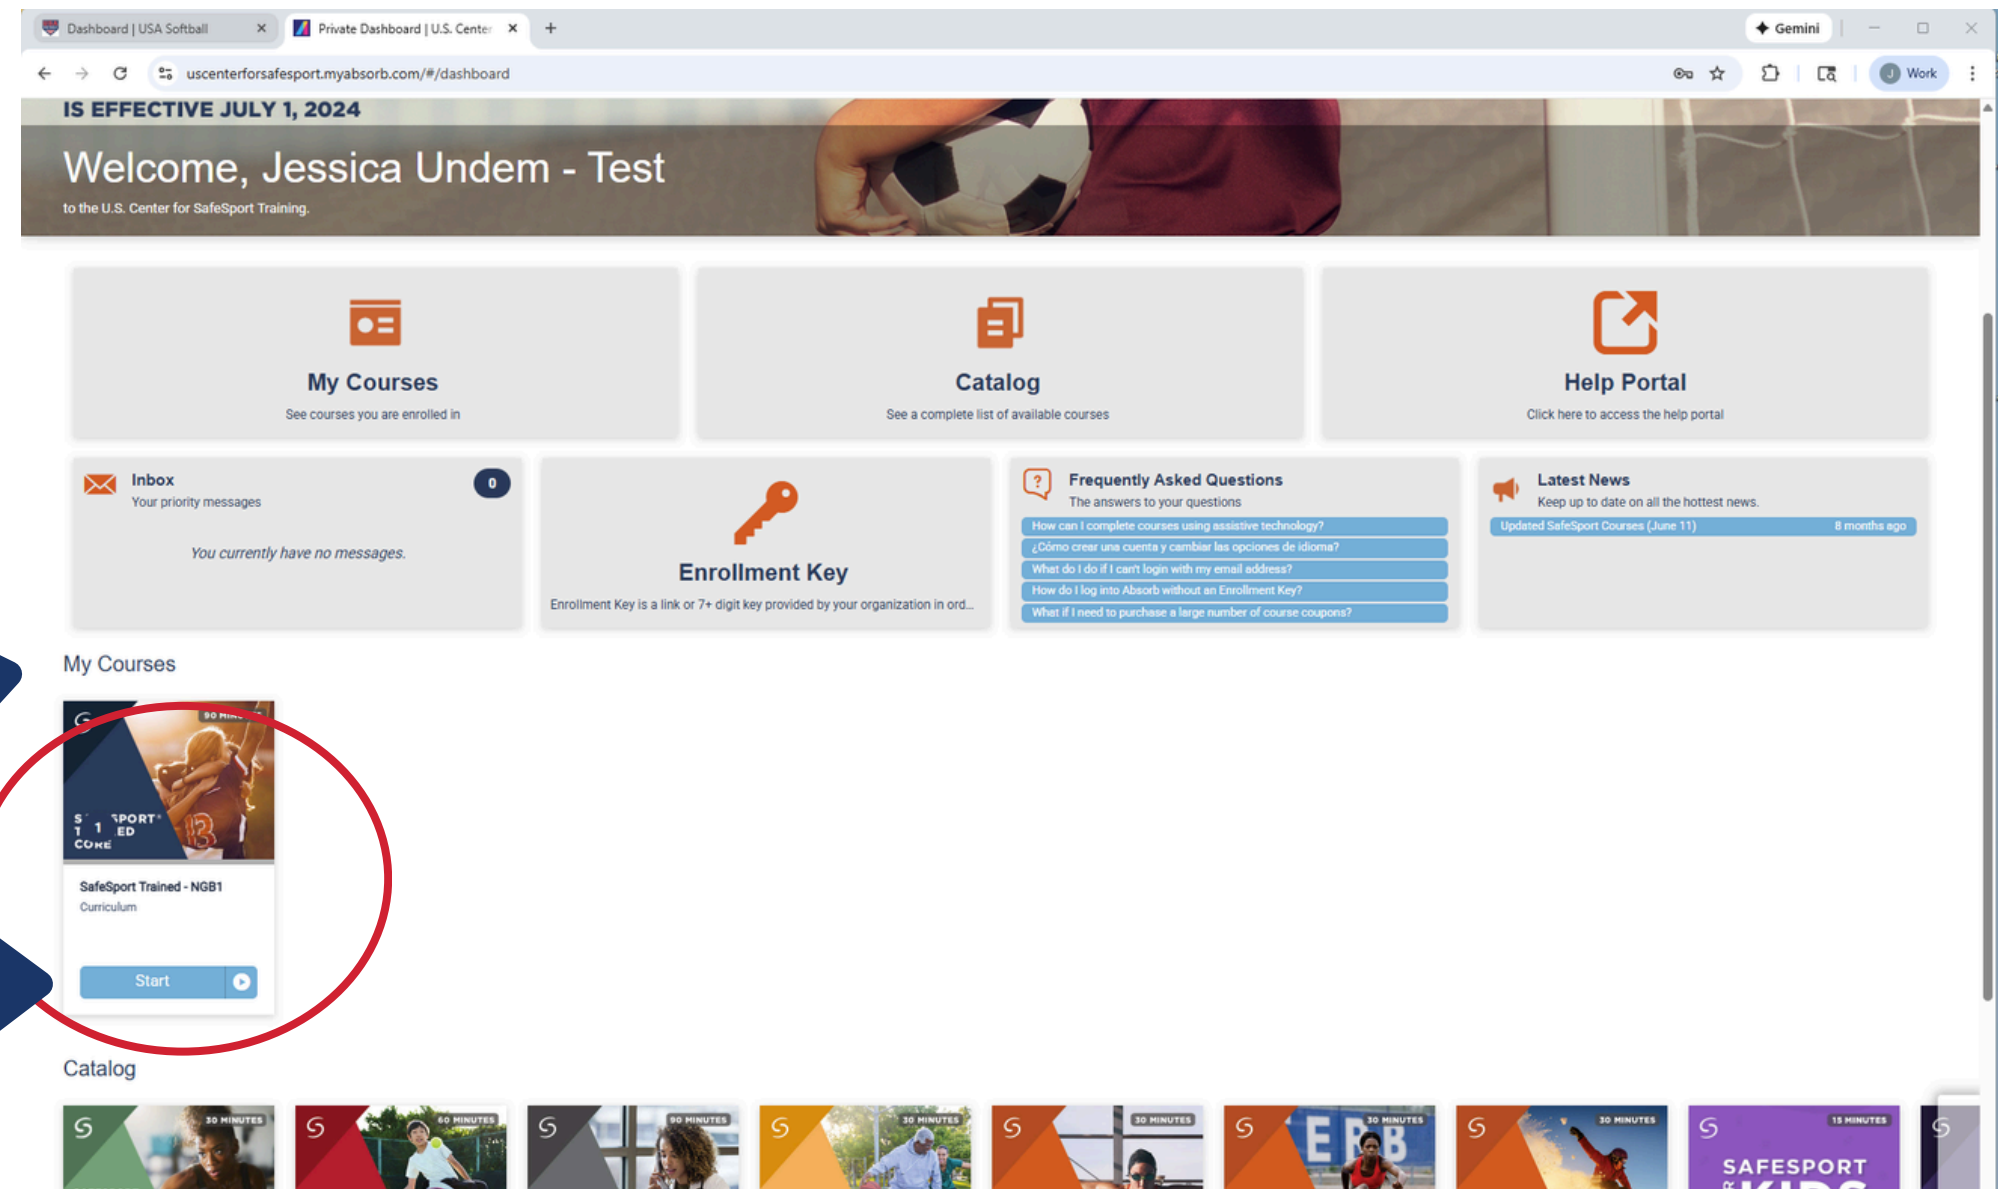 Dashboard | USA Softball
Private Dashboard | U.S. Center
Gemini
uscenterforsafesport.myabsorb.com/#/dashboard
J
Work
IS EFFECTIVE JULY 1, 2024
Welcome, Jessica Undem - Test
to the U.S. Center for SafeSport Training.
My Courses
See courses you are enrolled in
Catalog
See a complete list of available courses
Help Portal
Click here to access the help portal
Inbox
0
Your priority messages
You currently have no messages.
Enrollment Key
Enrollment Key is a link or 7+ digit key provided by your organization in ord...
Frequently Asked Questions
The answers to your questions
How can I complete courses using assistive technology?
¿Cómo crear una cuenta y cambiar las opciones de idioma?
What do I do if I can't login with my email address?
How do I log into Absorb without an Enrollment Key?
What if I need to purchase a large number of course coupons?
Latest News
Keep up to date on all the hottest news.
Updated SafeSport Courses (June 11)
8 months ago
My Courses
90
SPORT
1
ED
CORE
13
SafeSport Trained - NGB1
Curriculum
Start
Catalog
30 MINUTES
60 MINUTES
90 MINUTES
30 MINUTES
30 MINUTES
30 MINUTES
30 MINUTES
15 MINUTES
ERB
SAFESPORT
KIDS